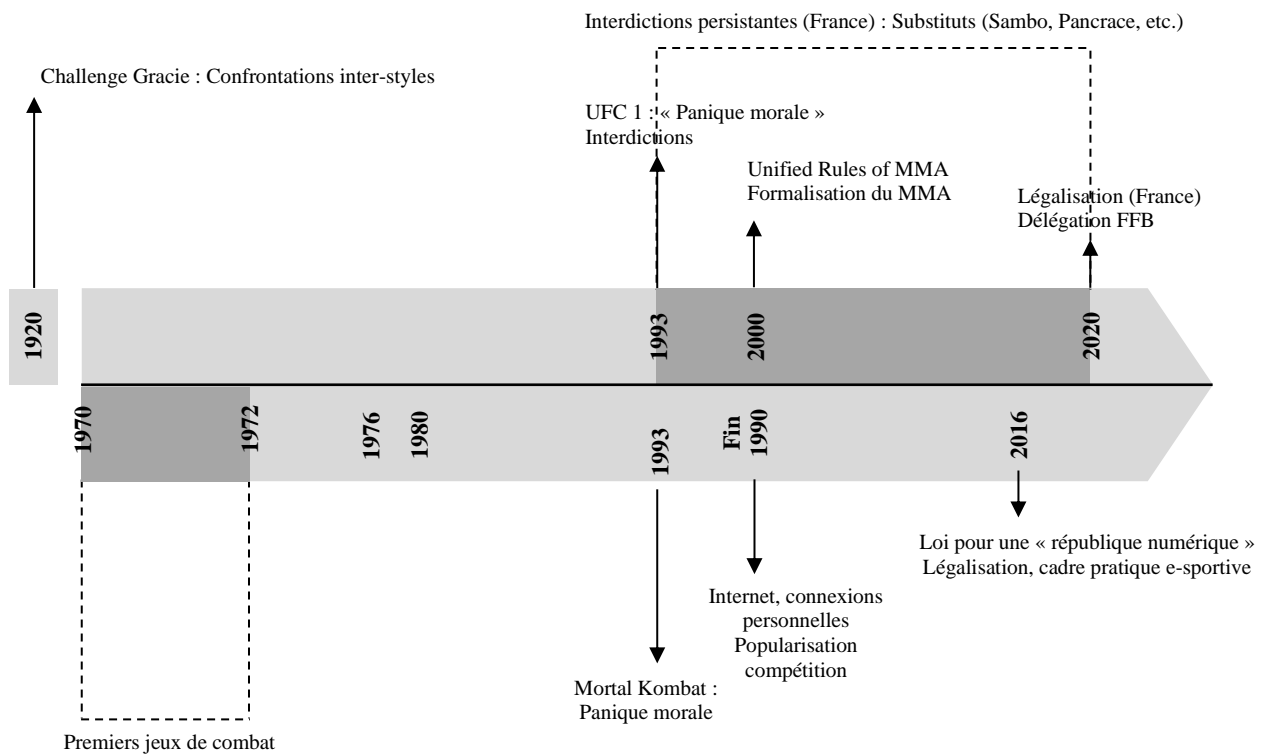 Interdictions persistantes (France) : Substituts (Sambo, Pancrace, etc.)
Challenge Gracie : Confrontations inter-styles
UFC 1 : « Panique morale »
Interdictions
Unified Rules of MMA
Formalisation du MMA
Légalisation (France)
Délégation FFB
1920
1993
2000
2020
1970
1972
1976
1980
1993
Fin
1990
2016
Loi pour une « république numérique »
Légalisation, cadre pratique e-sportive
Internet, connexions
personnelles
Popularisation
compétition
Mortal Kombat :
Panique morale
Premiers jeux de combat